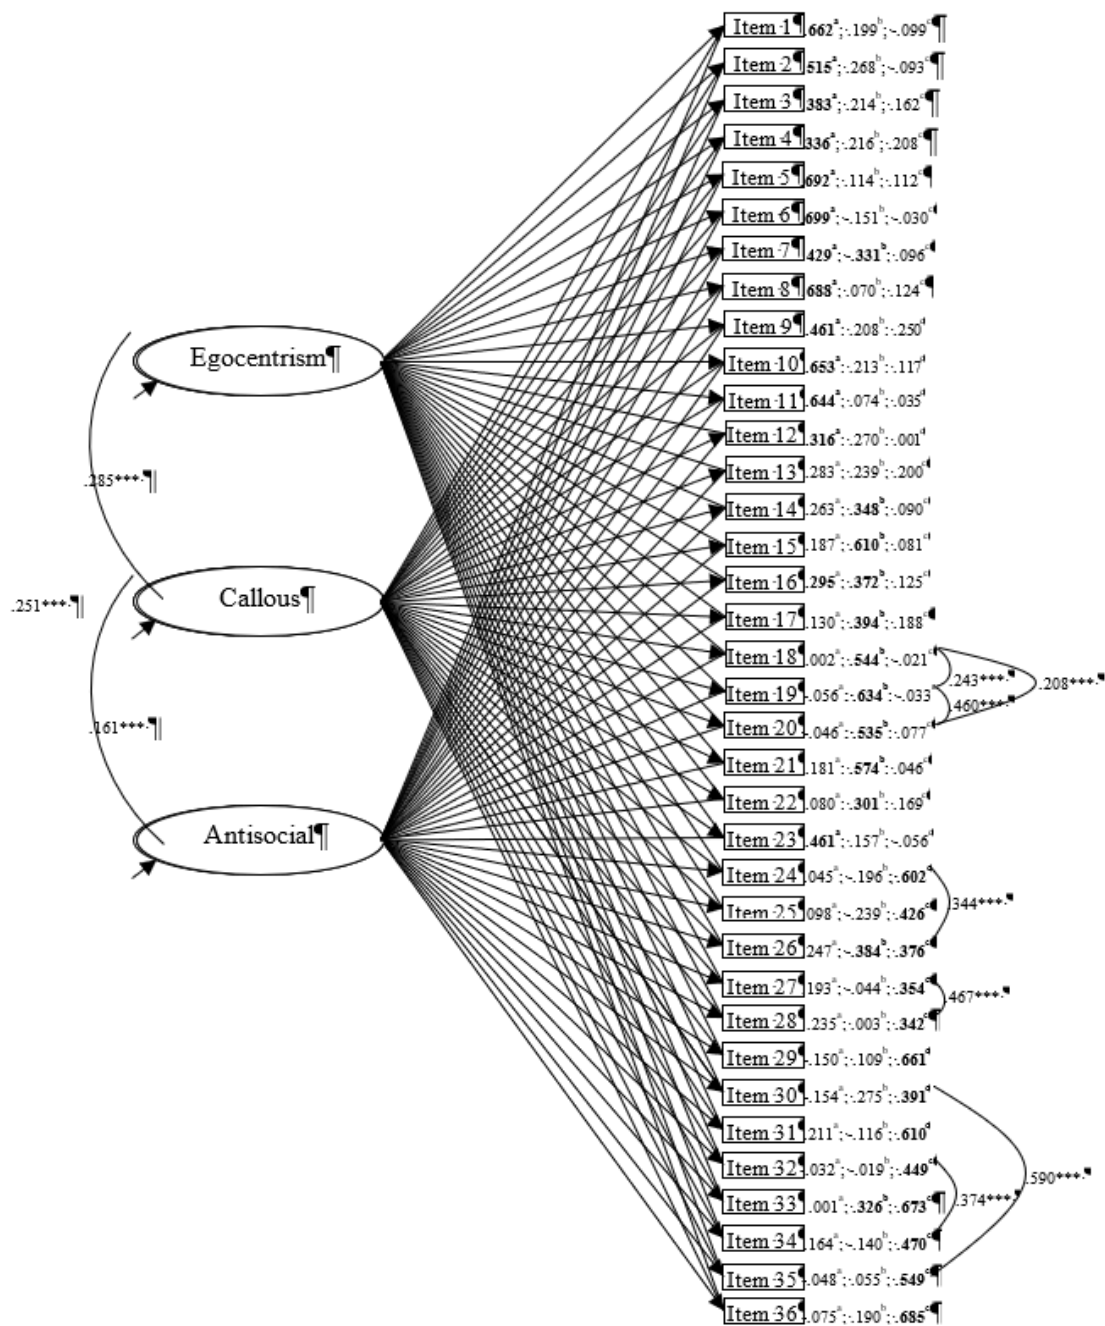 Item 1¶ .662ᵃ; .199ᵇ; -.099ᶜ¶
Item 2¶ .515ᵃ; .268ᵇ; -.093ᶜ¶
Item 3¶ .383ᵃ; .214ᵇ; .162ᶜ¶
Item 4¶ .336ᵃ; .216ᵇ; .208ᶜ¶
Item 5¶ .692ᵃ; .114ᵇ; .112ᶜ¶
Item 6¶ .699ᵃ; -.151ᵇ; -.030ᶜ
Item 7¶ .429ᵃ; -.331ᵇ; .096ᶜ
Item 8¶ .688ᵃ; .070ᵇ; .124ᶜ¶
Item 9 .461ᵃ; .208ᵇ; .250ᶜ
Egocentrism¶
Item 10 .653ᵃ; .213ᵇ; .117ᶜ
Item 11 .644ᵃ; .074ᵇ; .035ᶜ
Item 12 .316ᵃ; .270ᵇ; .001ᶜ
Item 13 .283ᵃ; .239ᵇ; .200ᶜ
.285***¶
Item 14 .263ᵃ; .348ᵇ; .090ᶜ
Item 15 .187ᵃ; .610ᵇ; .081ᶜ
Item 16 .295ᵃ; .372ᵇ; .125ᶜ
Callous¶
.251***¶
Item 17 .130ᵃ; .394ᵇ; .188ᶜ
Item 18 .002ᵃ; .544ᵇ; -.021ᶜ
.243***¶
.208***¶
Item 19 -.056ᵃ; .634ᵇ; -.033
.460***¶
Item 20 -.046ᵃ; .535ᵇ; .077ᶜ
.161***¶
Item 21 .181ᵃ; .574ᵇ; .046ᶜ
Item 22 .080ᵃ; .301ᵇ; .169ᶜ
Antisocial¶
Item 23 .461ᵃ; .157ᵇ; -.056ᶜ
Item 24 .045ᵃ; -.196ᵇ; .602ᶜ
.344***¶
Item 25 .098ᵃ; -.239ᵇ; .426ᶜ
Item 26 .247ᵃ; -.384ᵇ; .376ᶜ
Item 27 .193ᵃ; -.044ᵇ; .354ᶜ
.467***¶
Item 28 .235ᵃ; .003ᵇ; .342ᶜ¶
Item 29 -.150ᵃ; .109ᵇ; .661ᶜ
Item 30 -.154ᵃ; .275ᵇ; .391ᶜ
Item 31 .211ᵃ; -.116ᵇ; .610ᶜ
Item 32 .032ᵃ; -.019ᵇ; .449ᶜ
.590***¶
Item 33 .001ᵃ; .326ᵇ; .673ᶜ¶
.374***¶
Item 34 .164ᵃ; -.140ᵇ; .470ᶜ¶
Item 35 -.048ᵃ; .055ᵇ; .549ᶜ¶
Item 36 -.075ᵃ; .190ᵇ; .685ᶜ¶